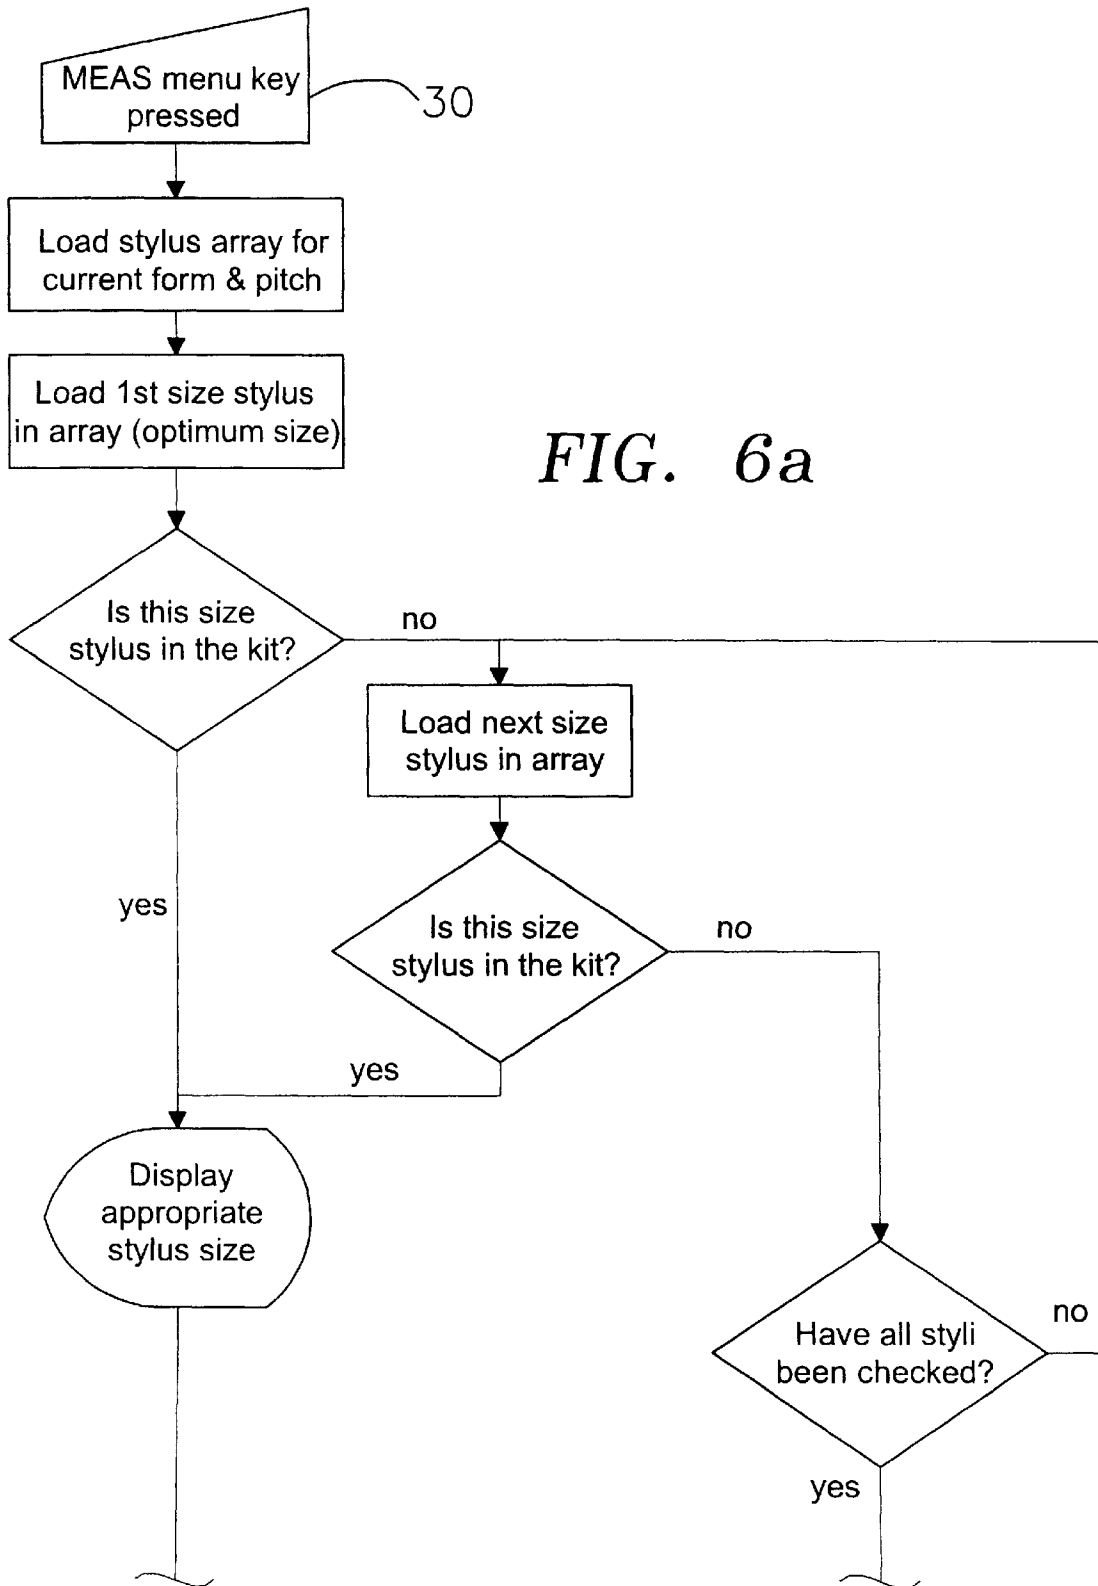 MEAS menu key
pressed
30
Load stylus array for
current form & pitch
Load 1st size stylus
in array (optimum size)
FIG. 6a
Is this size
stylus in the kit?
no
Load next size
stylus in array
yes
Is this size
stylus in the kit?
no
yes
Display
appropriate
stylus size
Have all styli
been checked?
no
yes